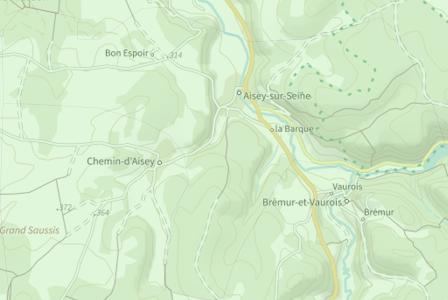 Bon Espoir
314
Aisey-sur-Seine
la Barque
Chemin-d'Aisey
Vaurois
Brémur-et-Vaurois
372
364
Brémur
Grand Saussis